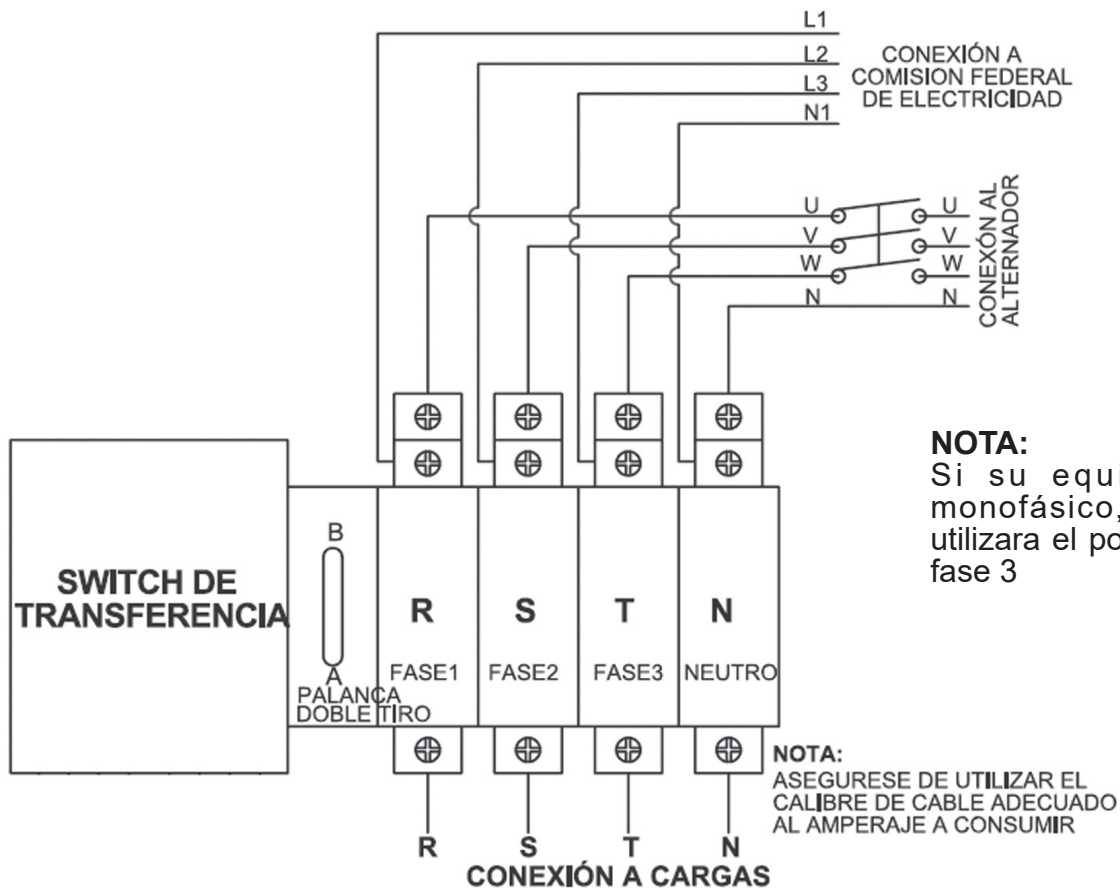 L1
L2
L3
N1
CONEXIÓN A
COMISION FEDERAL
DE ELECTRICIDAD
U
V
W
N
U
V
W
N
CONEXÓN AL
ALTERNADOR
NOTA:
Si su equi
monofásico,
utilizara el po
fase 3
SWITCH DE
TRANSFERENCIA
B
A
PALANCA
DOBLE TIRO
R
FASE1
S
FASE2
T
FASE3
N
NEUTRO
NOTA:
ASEGURESE DE UTILIZAR EL
CALIBRE DE CABLE ADECUADO
AL AMPERAJE A CONSUMIR
R
S
T
N
CONEXIÓN A CARGAS